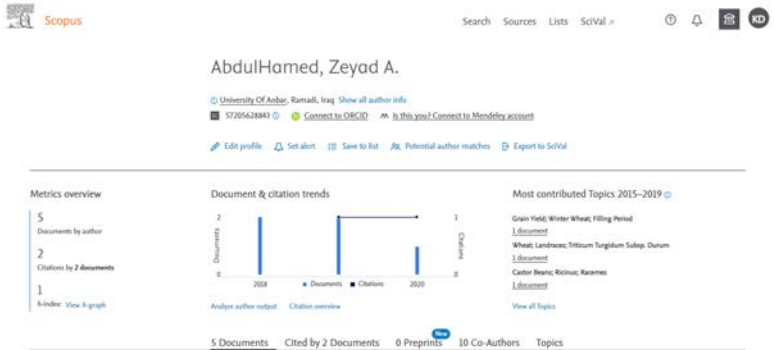 Scopus
Search Sources Lists SciVal ↗ KD
AbdulHamed, Zeyad A.
University Of Anbar, Ramadi, Iraq Show all author info
57205628843 Connect to ORCID Is this you? Connect to Mendeley account
Edit profile Set alert Save to list Potential author matches Export to SciVal
Metrics overview
5
Documents by author
2
Citations by 2 documents
1
h-index: View h-graph
Document & citation trends
2 1
Documents Citations
0 0
2018 Documents Citations 2020
Analyze author output Citation overview
Most contributed Topics 2015–2019
Grain Yield; Winter Wheat; Filling Period
1 document
Wheat; Landraces; Triticum Turgidum Subsp. Durum
1 document
Castor Beans; Ricinus; Racemes
1 document
View all Topics
New
5 Documents Cited by 2 Documents 0 Preprints 10 Co-Authors Topics